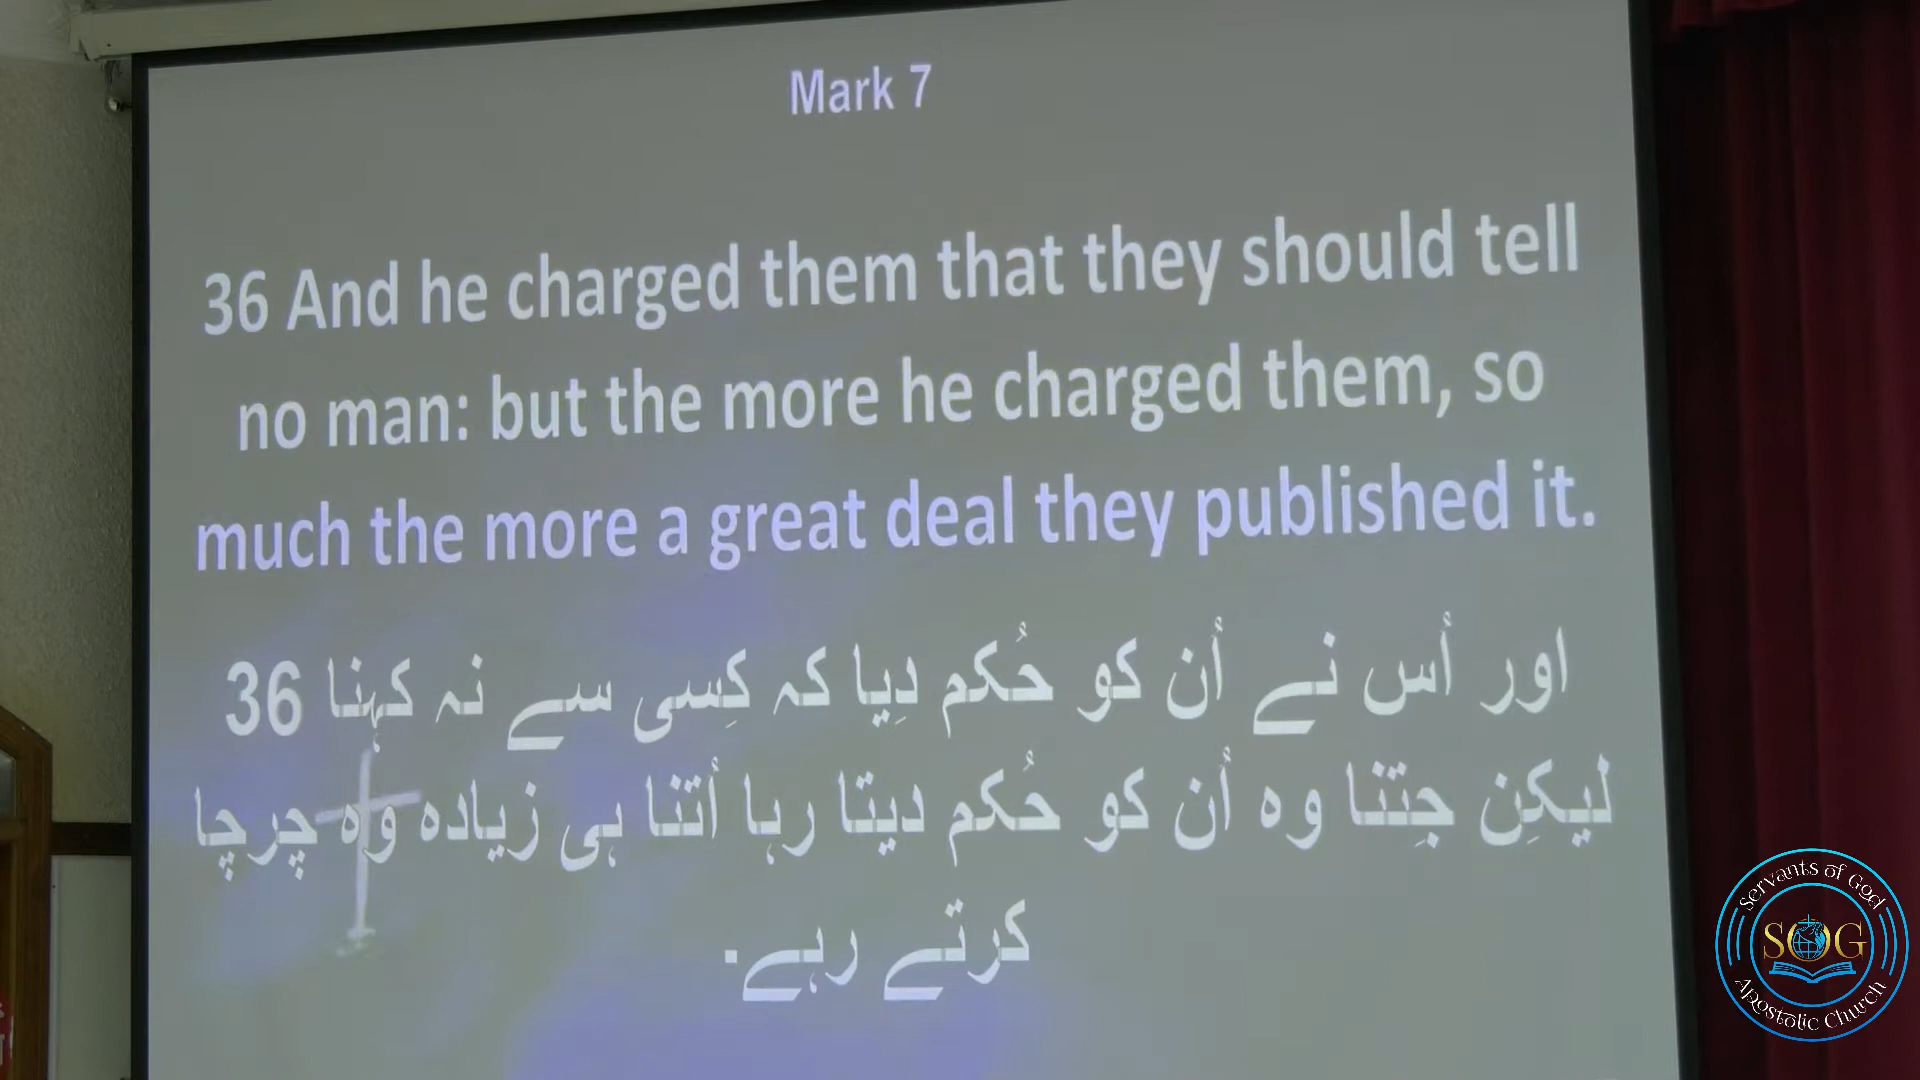 Mark 7
36 And he charged them that they should tell
no man: but the more he charged them, so
much the more a great deal they published it.
اور اُس نے اُن کو حُکم دِیا کہ کِسی سے نہ کہنا 36
لیکِن جِتنا وہ اُن کو حُکم دیتا رہا اُتنا ہی زیادہ وہ چرچا
کرتے رہے.
Servants of God
SOG
Apostolic Church